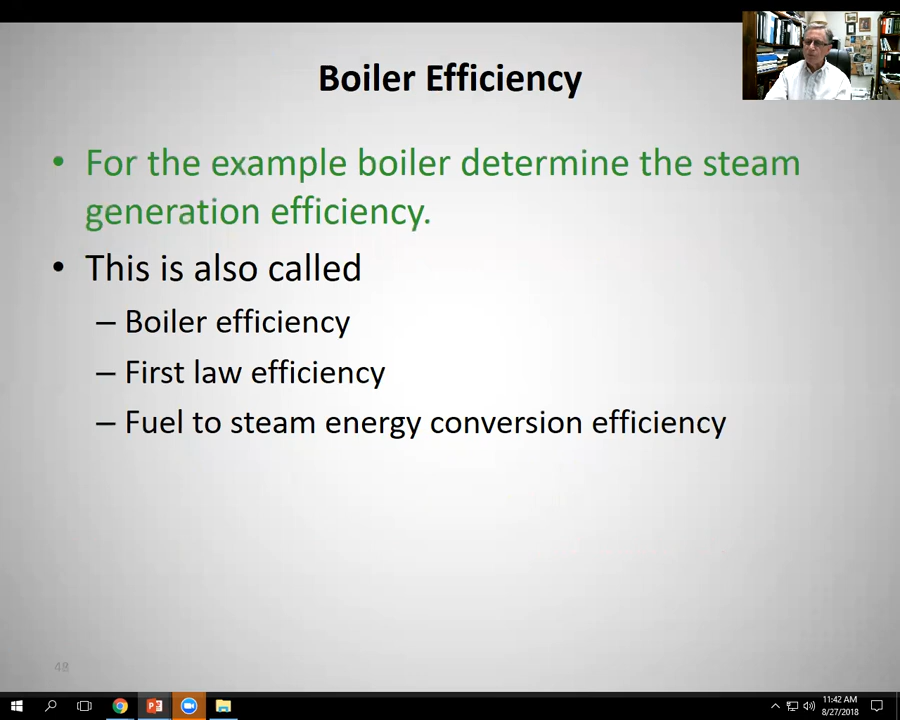 Boiler Efficiency
• For the example boiler determine the steam
generation efficiency.
• This is also called
– Boiler efficiency
– First law efficiency
– Fuel to steam energy conversion efficiency
48
11:42 AM
8/27/2018